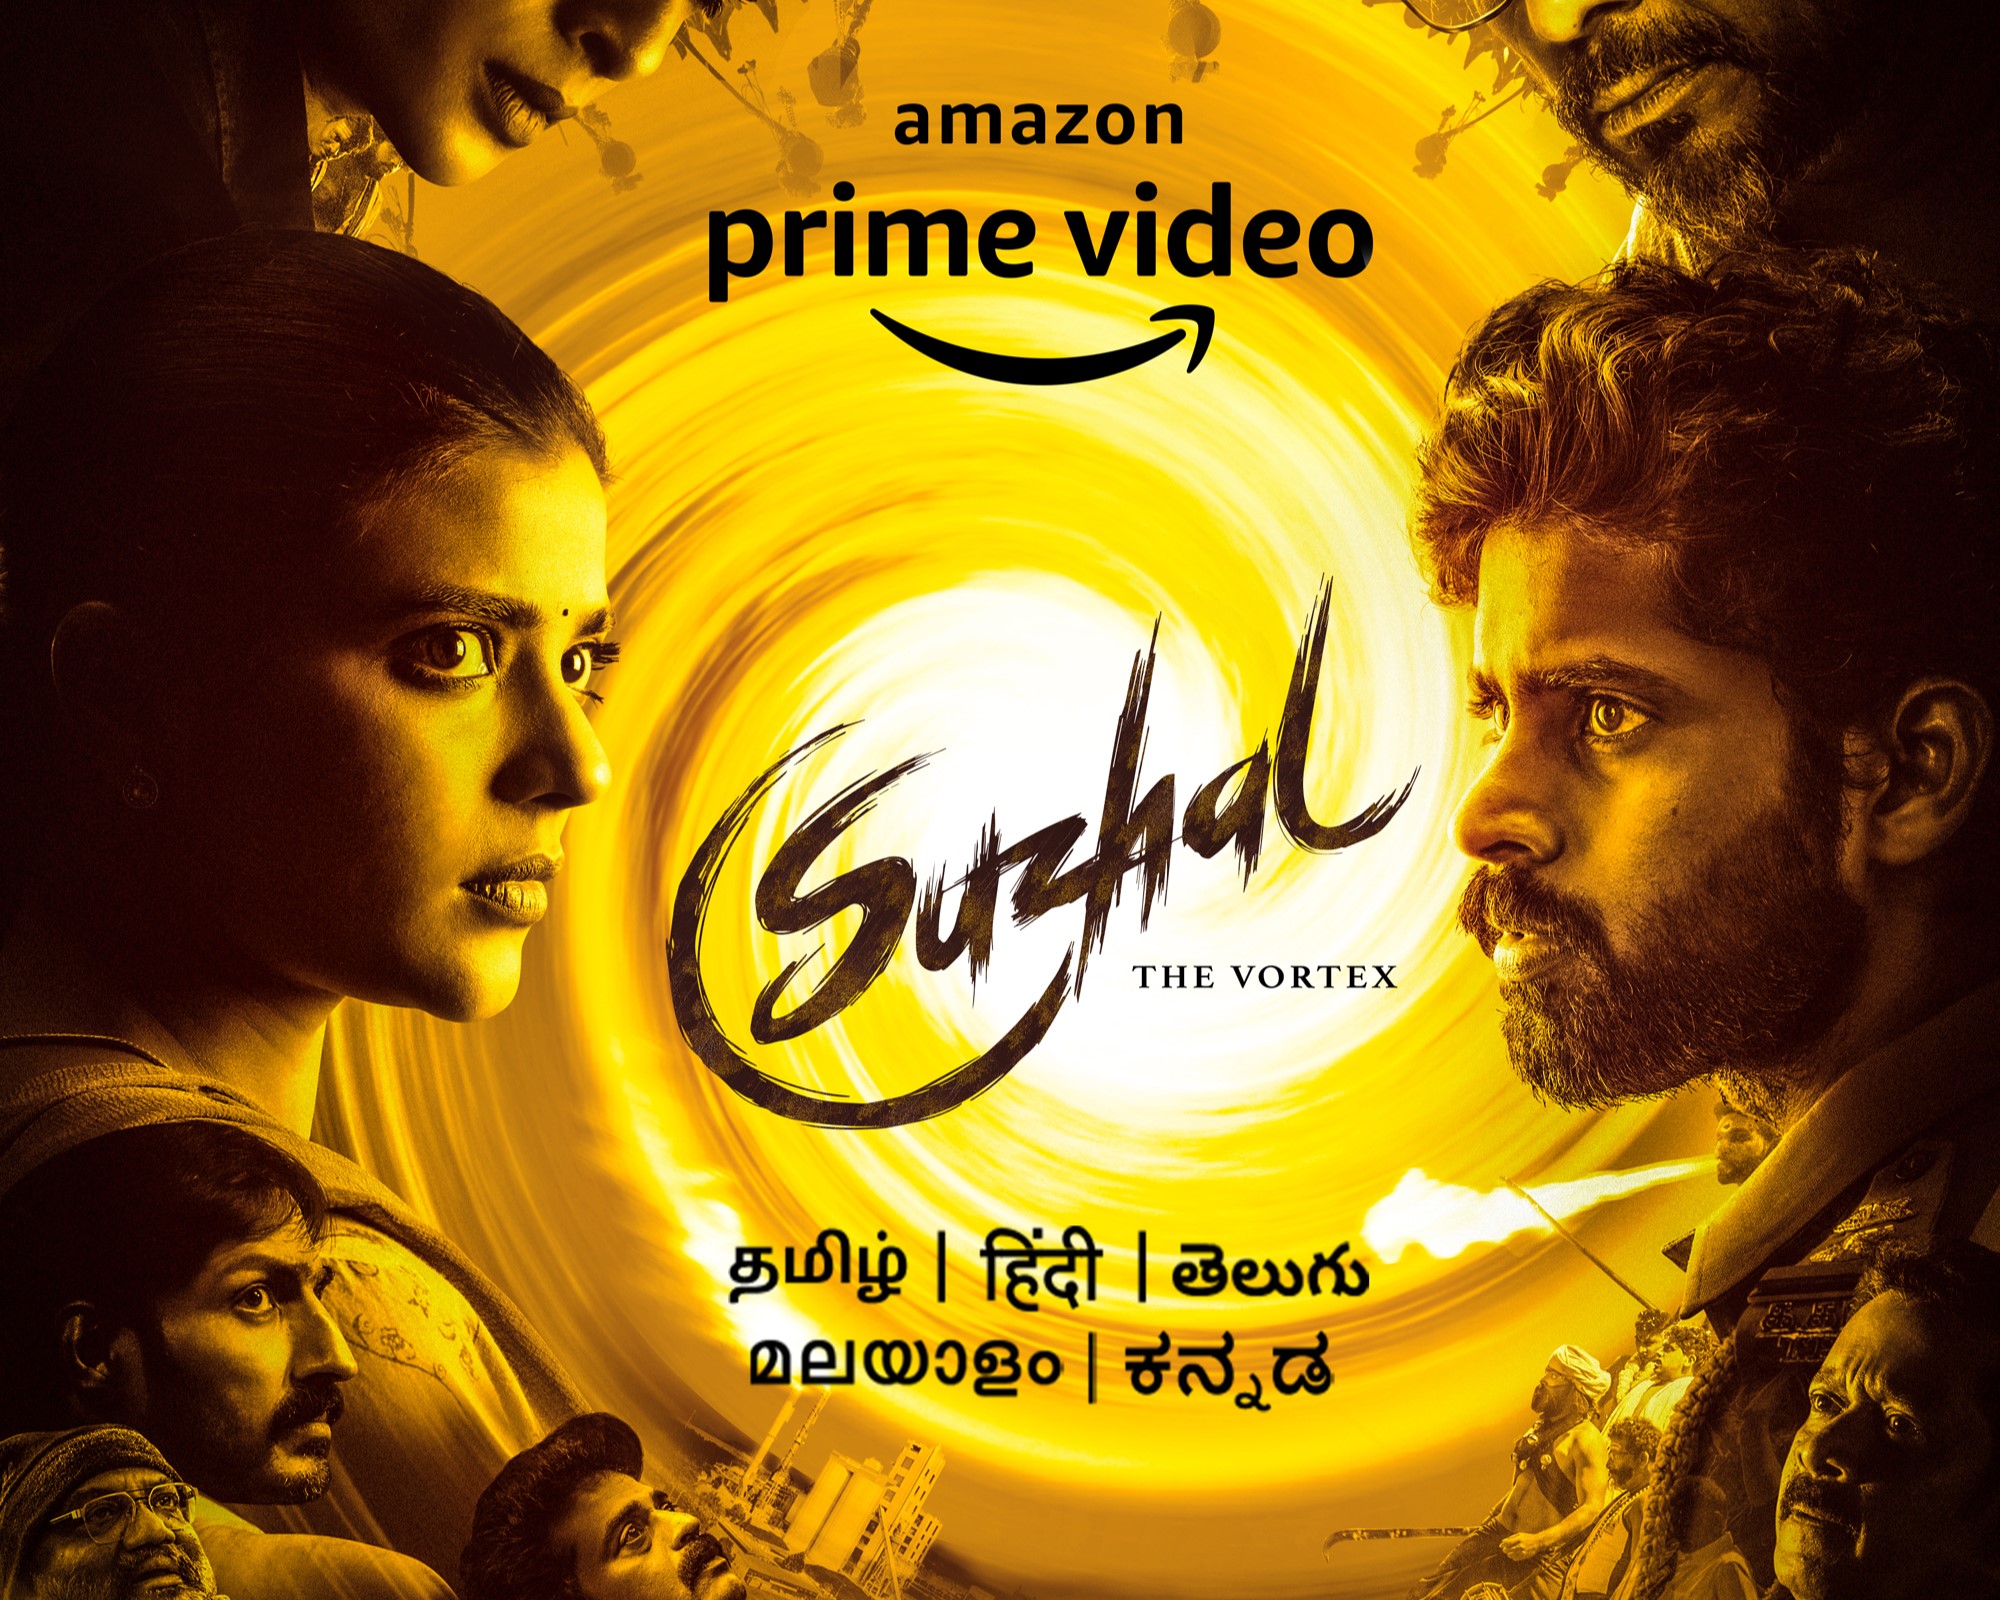 amazon
prime video
Suzhal
THE VORTEX
தமிழ் | हिंदी | తెలుగు
മലയാളം | ಕನ್ನಡ